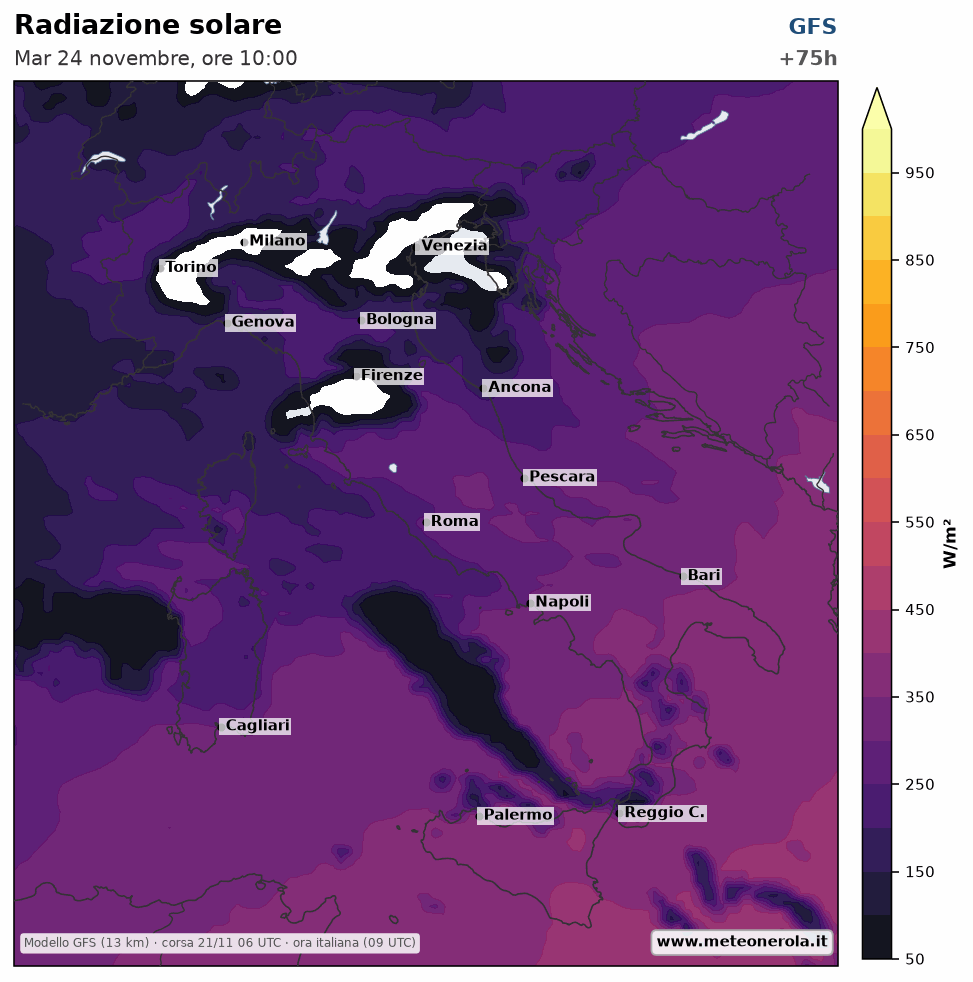 Radiazione solare
GFS
Mar 24 novembre, ore 10:00
+75h
Milano
Venezia
Torino
Genova
Bologna
Firenze
Ancona
Pescara
Roma
Bari
Napoli
Cagliari
Palermo
Reggio C.
950
850
750
650
550
450
350
250
150
50
W/m²
Modello GFS (13 km) · corsa 21/11 06 UTC · ora italiana (09 UTC)
www.meteonerola.it